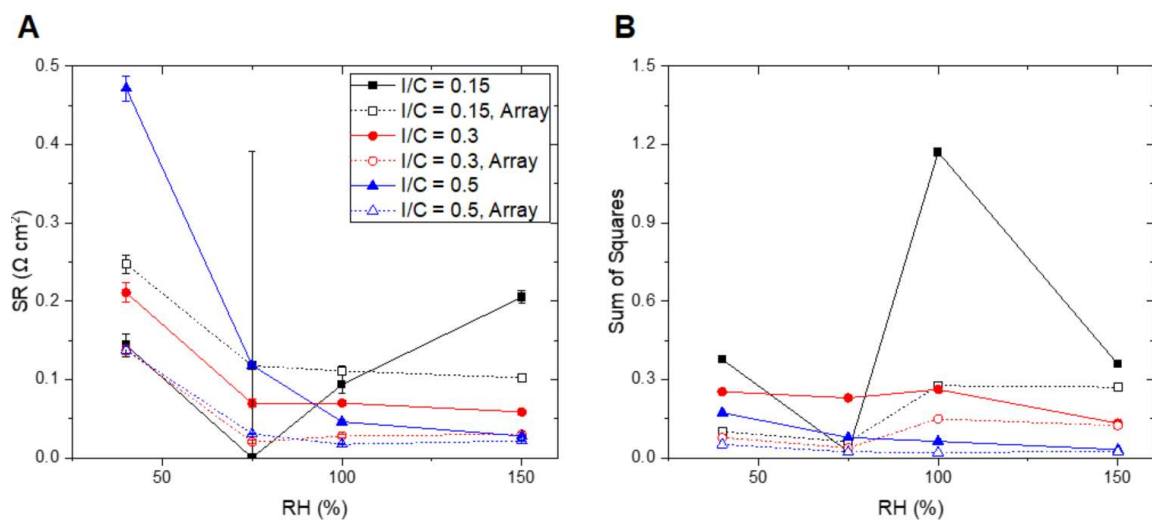 A
B
0.5
0.4
0.3
0.2
0.1
0.0
SR (Ω cm²)
50
100
150
RH (%)
I/C = 0.15
I/C = 0.15, Array
I/C = 0.3
I/C = 0.3, Array
I/C = 0.5
I/C = 0.5, Array
1.5
1.2
0.9
0.6
0.3
0.0
Sum of Squares
50
100
150
RH (%)